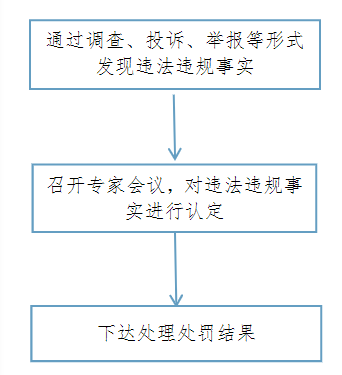 通过调查、投诉、举报等形式
发现违法违规事实
召开专家会议，对违法违规事
实进行认定
下达处理处罚结果